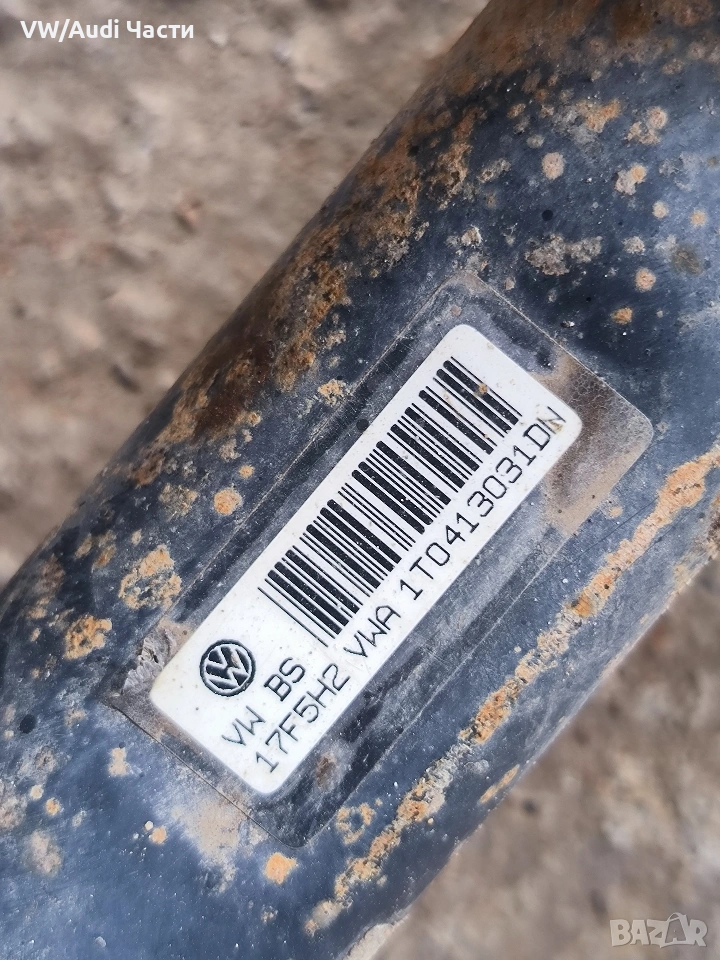 VW/Audi Части
VW BS
17F5H2 VWA 1T0413031DN
BAZAR